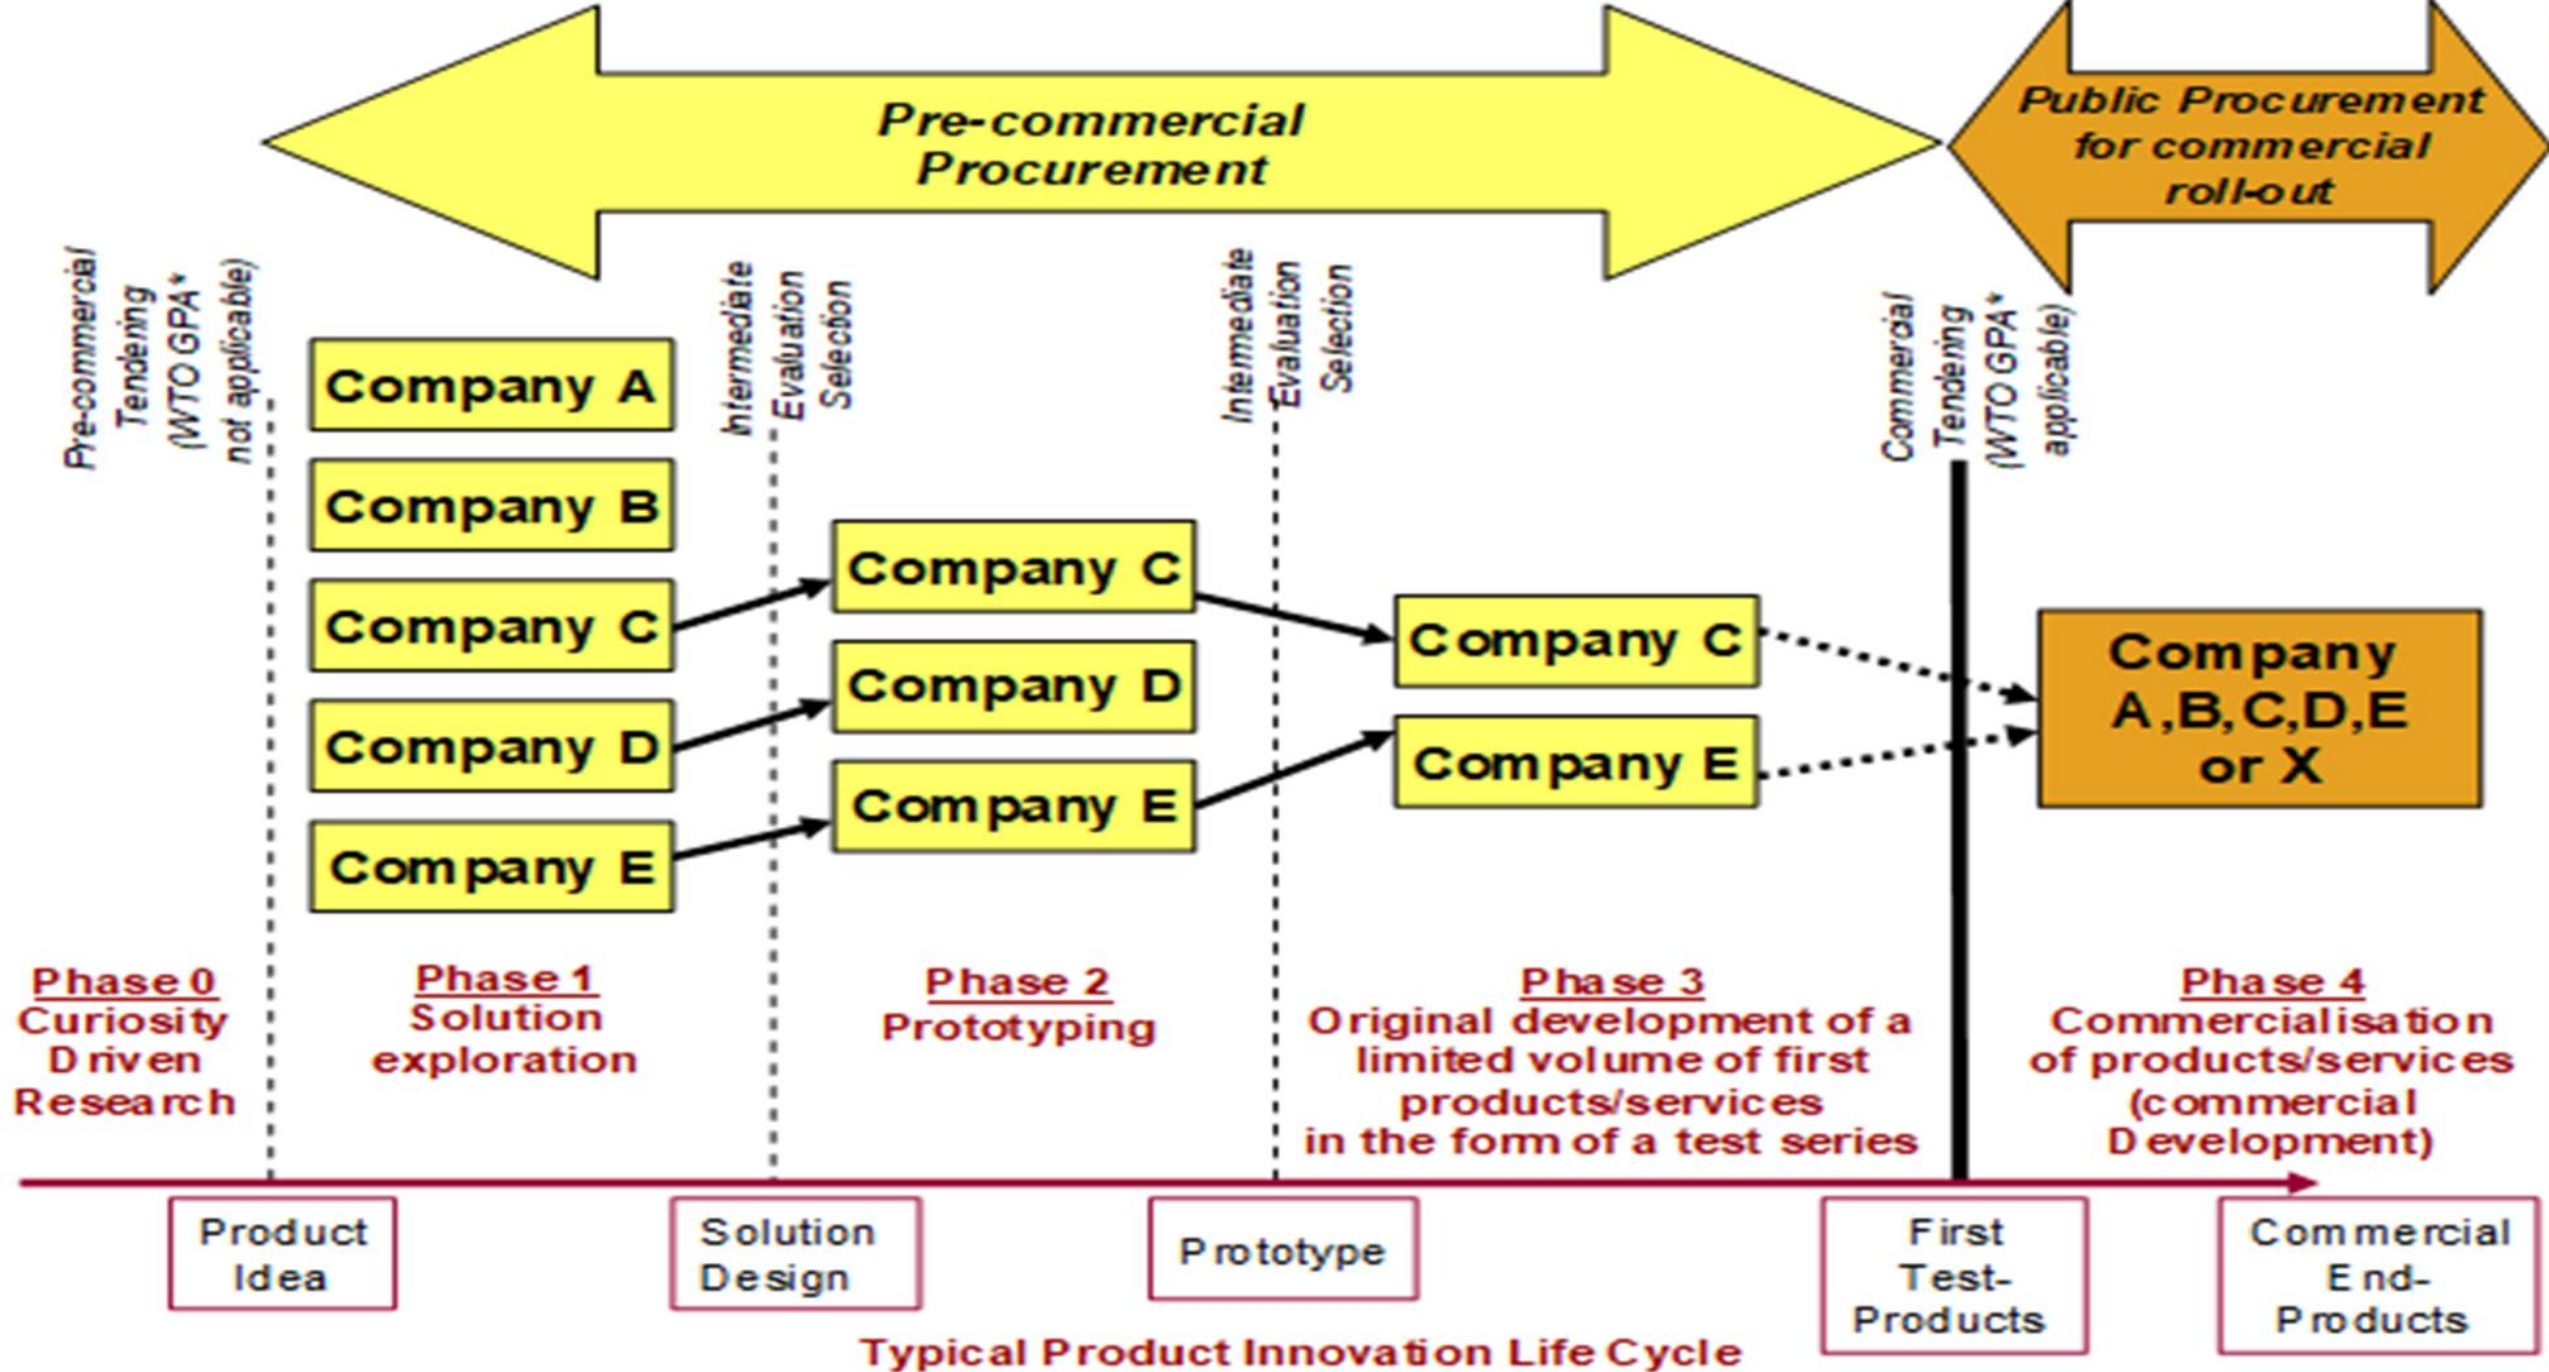 Pre-commercial
Procurement
Public Procurement
for commercial
roll-out
Pre-commercial
Tendering
(WTO GPA*
not applicable)
Intermediate
Evaluation
Selection
Intermediate
Evaluation
Selection
Commercial
Tendering
(WTO GPA*
applicable)
Company A
Company B
Company C
Company D
Company E
Company C
Company D
Company E
Company C
Company E
Company
A,B,C,D,E
or X
Phase 0
Curiosity
Driven
Research
Phase 1
Solution
exploration
Phase 2
Prototyping
Phase 3
Original development of a
limited volume of first
products/services
in the form of a test series
Phase 4
Commercialisation
of products/services
(commercial
Development)
Product
Idea
Solution
Design
Prototype
First
Test-
Products
Commercial
End-
Products
Typical Product Innovation Life Cycle